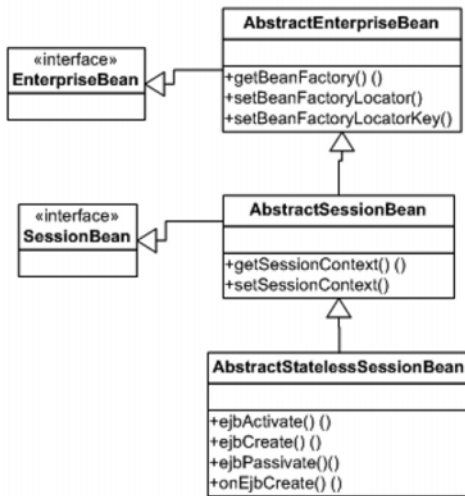 AbstractEnterpriseBean
«interface»
EnterpriseBean
+getBeanFactory() ()
+setBeanFactoryLocator()
+setBeanFactoryLocatorKey()
«interface»
SessionBean
AbstractSessionBean
+getSessionContext() ()
+setSessionContext()
AbstractStatelessSessionBean
+ejbActivate() ()
+ejbCreate() ()
+ejbPassivate()()
+onEjbCreate() ()